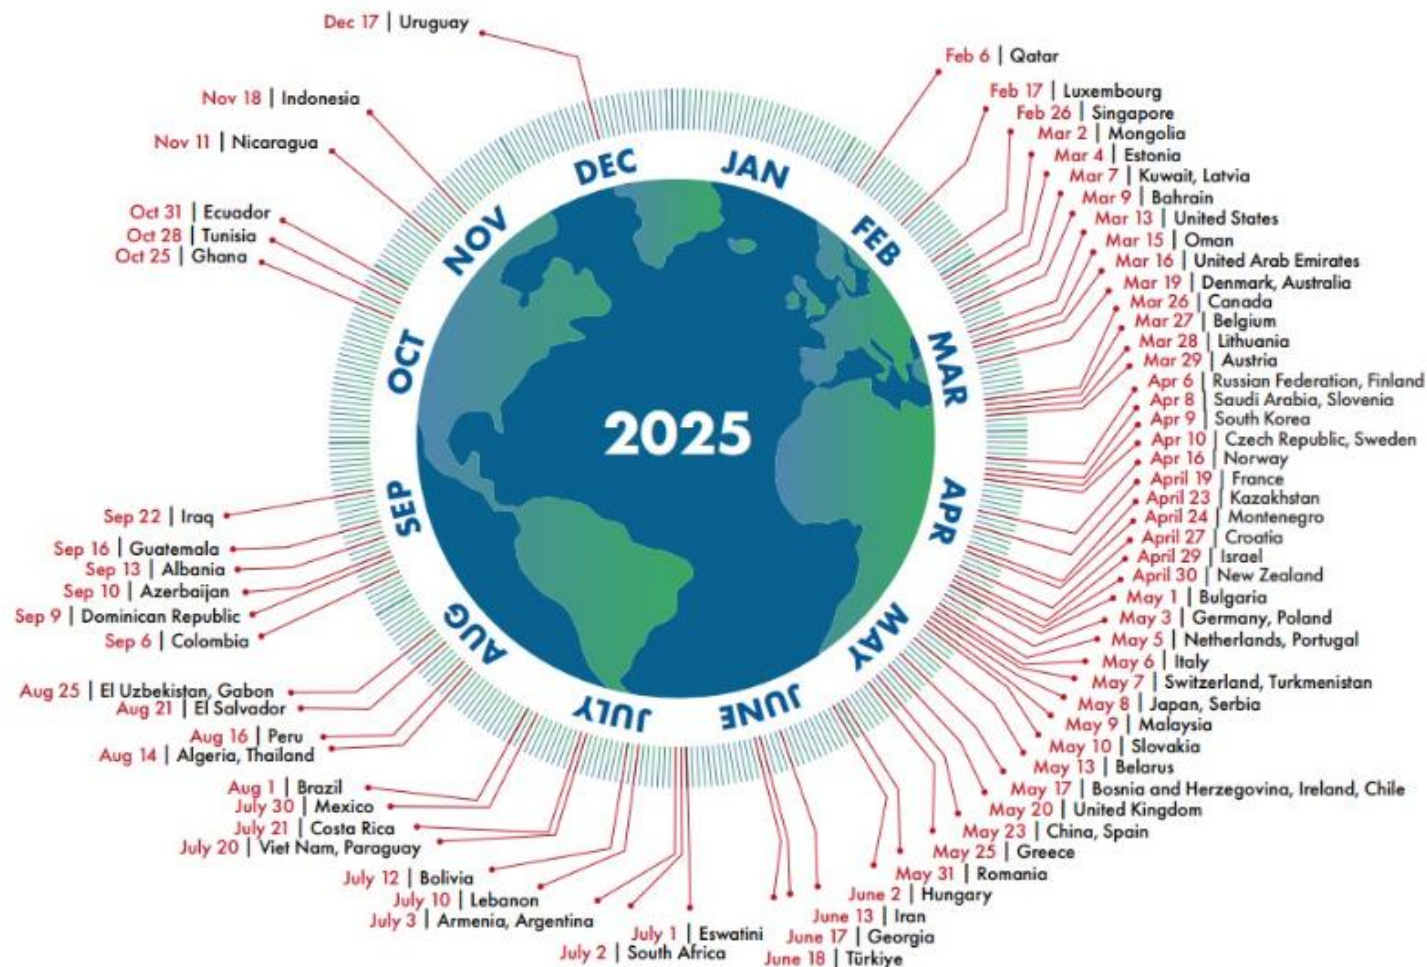 Dec 17 | Uruguay
Nov 18 | Indonesia
Nov 11 | Nicaragua
Oct 31 | Ecuador
Oct 28 | Tunisia
Oct 25 | Ghana
Sep 22 | Iraq
Sep 16 | Guatemala
Sep 13 | Albania
Sep 10 | Azerbaijan
Sep 9 | Dominican Republic
Sep 6 | Colombia
Aug 25 | El Uzbekistan, Gabon
Aug 21 | El Salvador
Aug 16 | Peru
Aug 14 | Algeria, Thailand
Aug 1 | Brazil
July 30 | Mexico
July 21 | Costa Rica
July 20 | Viet Nam, Paraguay
July 12 | Bolivia
July 10 | Lebanon
July 3 | Armenia, Argentina
July 2 | South Africa
July 1 | Eswatini
JAN
FEB
MAR
APR
MAY
JUNE
JULY
AUG
SEP
OCT
NOV
DEC
2025
Feb 6 | Qatar
Feb 17 | Luxembourg
Feb 26 | Singapore
Mar 2 | Mongolia
Mar 4 | Estonia
Mar 7 | Kuwait, Latvia
Mar 9 | Bahrain
Mar 13 | United States
Mar 15 | Oman
Mar 16 | United Arab Emirates
Mar 19 | Denmark, Australia
Mar 26 | Canada
Mar 27 | Belgium
Mar 28 | Lithuania
Mar 29 | Austria
Apr 6 | Russian Federation, Finland
Apr 8 | Saudi Arabia, Slovenia
Apr 9 | South Korea
Apr 10 | Czech Republic, Sweden
Apr 16 | Norway
April 19 | France
April 23 | Kazakhstan
April 24 | Montenegro
April 27 | Croatia
April 29 | Israel
April 30 | New Zealand
May 1 | Bulgaria
May 3 | Germany, Poland
May 5 | Netherlands, Portugal
May 6 | Italy
May 7 | Switzerland, Turkmenistan
May 8 | Japan, Serbia
May 9 | Malaysia
May 10 | Slovakia
May 13 | Belarus
May 17 | Bosnia and Herzegovina, Ireland, Chile
May 20 | United Kingdom
May 23 | China, Spain
May 25 | Greece
May 31 | Romania
June 2 | Hungary
June 13 | Iran
June 17 | Georgia
June 18 | Türkiye